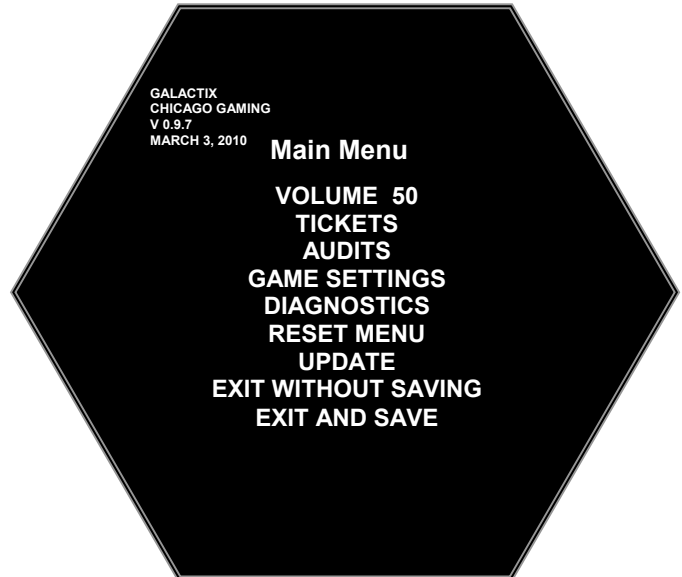 GALACTIX
CHICAGO GAMING
V 0.9.7
MARCH 3, 2010
Main Menu
VOLUME 50
TICKETS
AUDITS
GAME SETTINGS
DIAGNOSTICS
RESET MENU
UPDATE
EXIT WITHOUT SAVING
EXIT AND SAVE